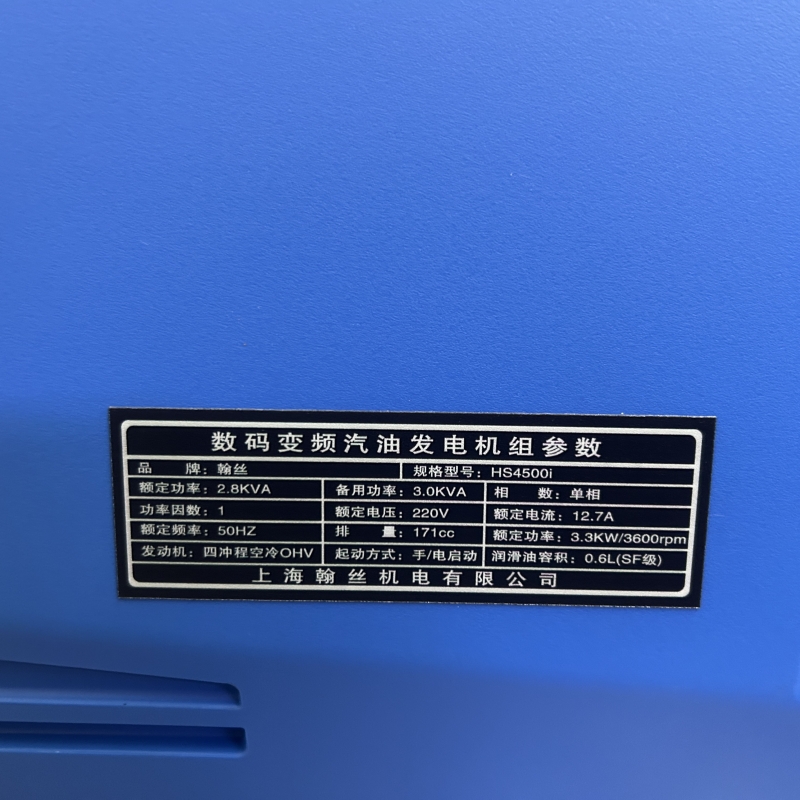 数码变频汽油发电机组参数
品 牌：翰丝 规格型号：HS4500i
额定功率：2.8KVA 备用功率：3.0KVA 相 数：单相
功率因数：1 额定电压：220V 额定电流：12.7A
额定频率：50HZ 排 量：171cc 额定功率：3.3KW/3600rpm
发动机：四冲程空冷OHV 起动方式：手/电启动 润滑油容积：0.6L(SF级)
上海翰丝机电有限公司